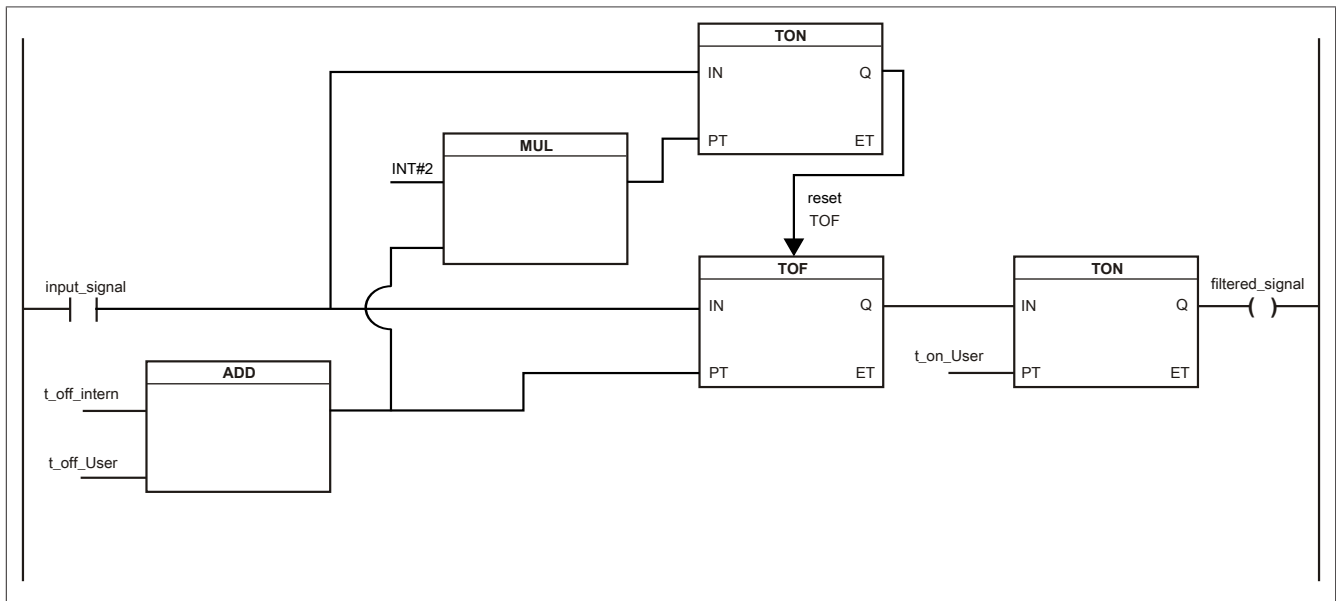 TON
IN Q
PT ET
MUL
INT#2
reset
TOF
TOF
IN Q
PT ET
TON
IN Q
t_on_User
PT ET
filtered_signal
input_signal
ADD
t_off_intern
t_off_User